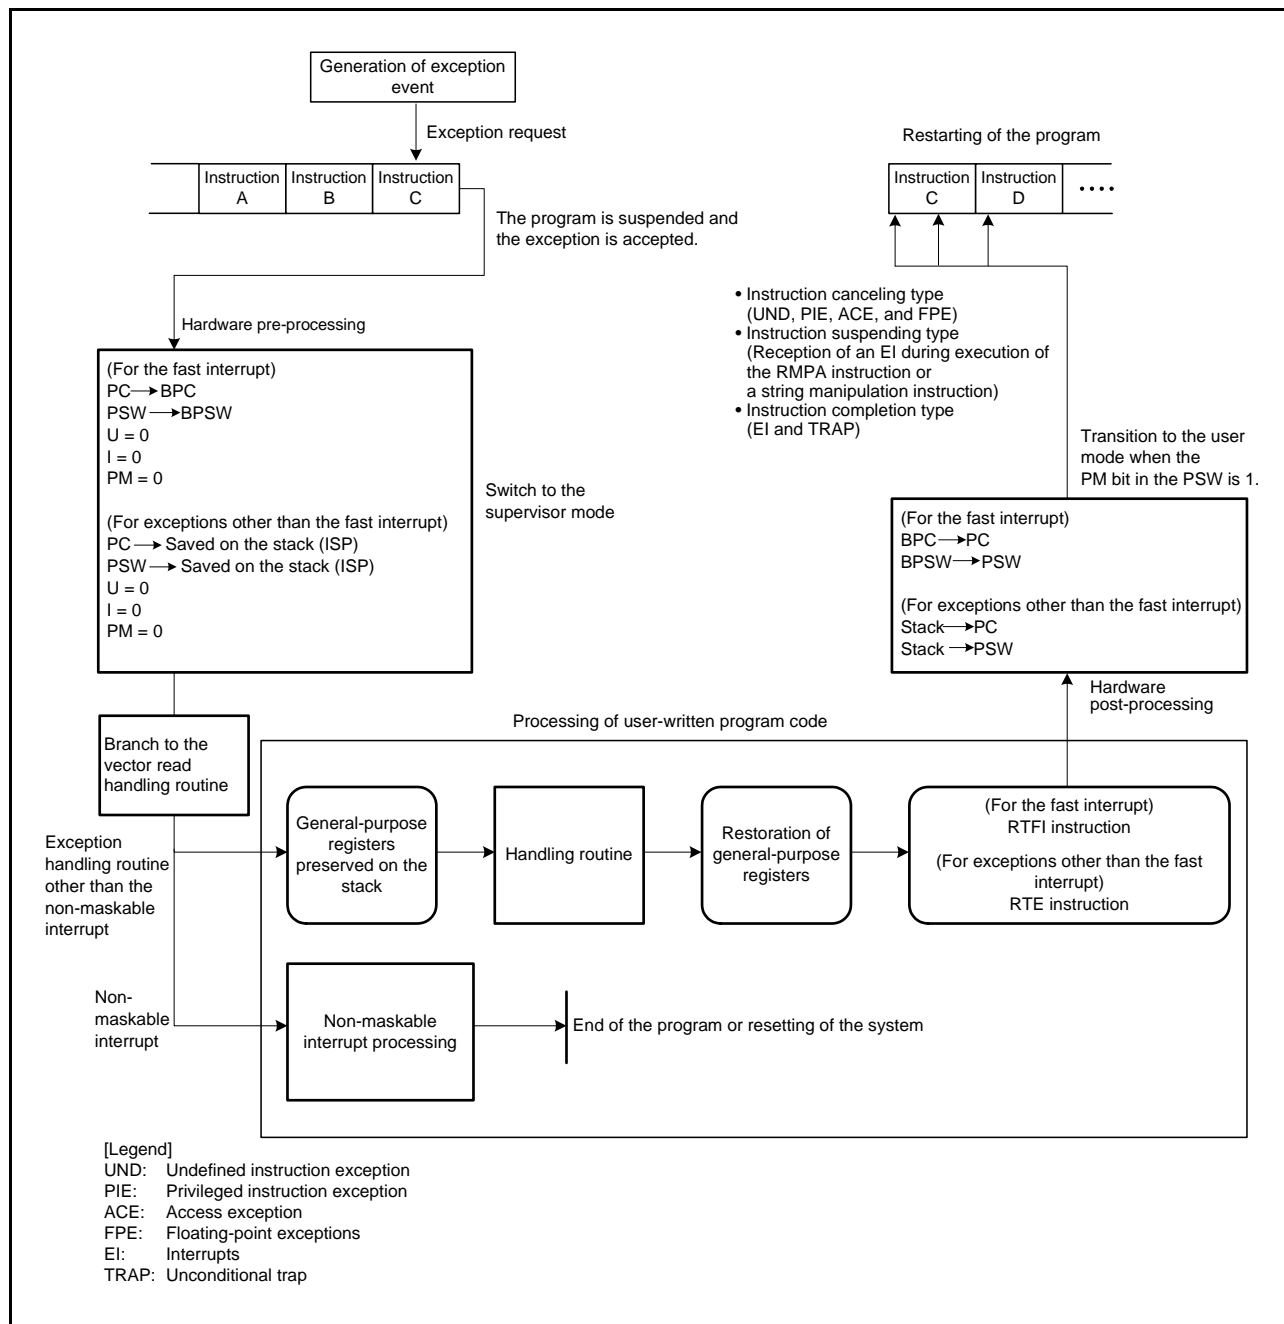 Generation of exception
event
Exception request
Instruction
A
Instruction
B
Instruction
C
The program is suspended and
the exception is accepted.
Restarting of the program
Instruction
C
Instruction
D
• • • •
• Instruction canceling type
(UND, PIE, ACE, and FPE)
• Instruction suspending type
(Reception of an EI during execution of
the RMPA instruction or
a string manipulation instruction)
• Instruction completion type
(EI and TRAP)
Hardware pre-processing
(For the fast interrupt)
PC → BPC
PSW → BPSW
U = 0
I = 0
PM = 0
(For exceptions other than the fast interrupt)
PC → Saved on the stack (ISP)
PSW → Saved on the stack (ISP)
U = 0
I = 0
PM = 0
Switch to the
supervisor mode
Transition to the user
mode when the
PM bit in the PSW is 1.
(For the fast interrupt)
BPC → PC
BPSW → PSW
(For exceptions other than the fast interrupt)
Stack → PC
Stack → PSW
Hardware
post-processing
Branch to the
vector read
handling routine
Processing of user-written program code
Exception
handling routine
other than the
non-maskable
interrupt
General-purpose
registers
preserved on the
stack
Handling routine
Restoration of
general-purpose
registers
(For the fast interrupt)
RTFI instruction
(For exceptions other than the fast
interrupt)
RTE instruction
Non-
maskable
interrupt
Non-maskable
interrupt processing
End of the program or resetting of the system
[Legend]
UND: Undefined instruction exception
PIE: Privileged instruction exception
ACE: Access exception
FPE: Floating-point exceptions
EI: Interrupts
TRAP: Unconditional trap